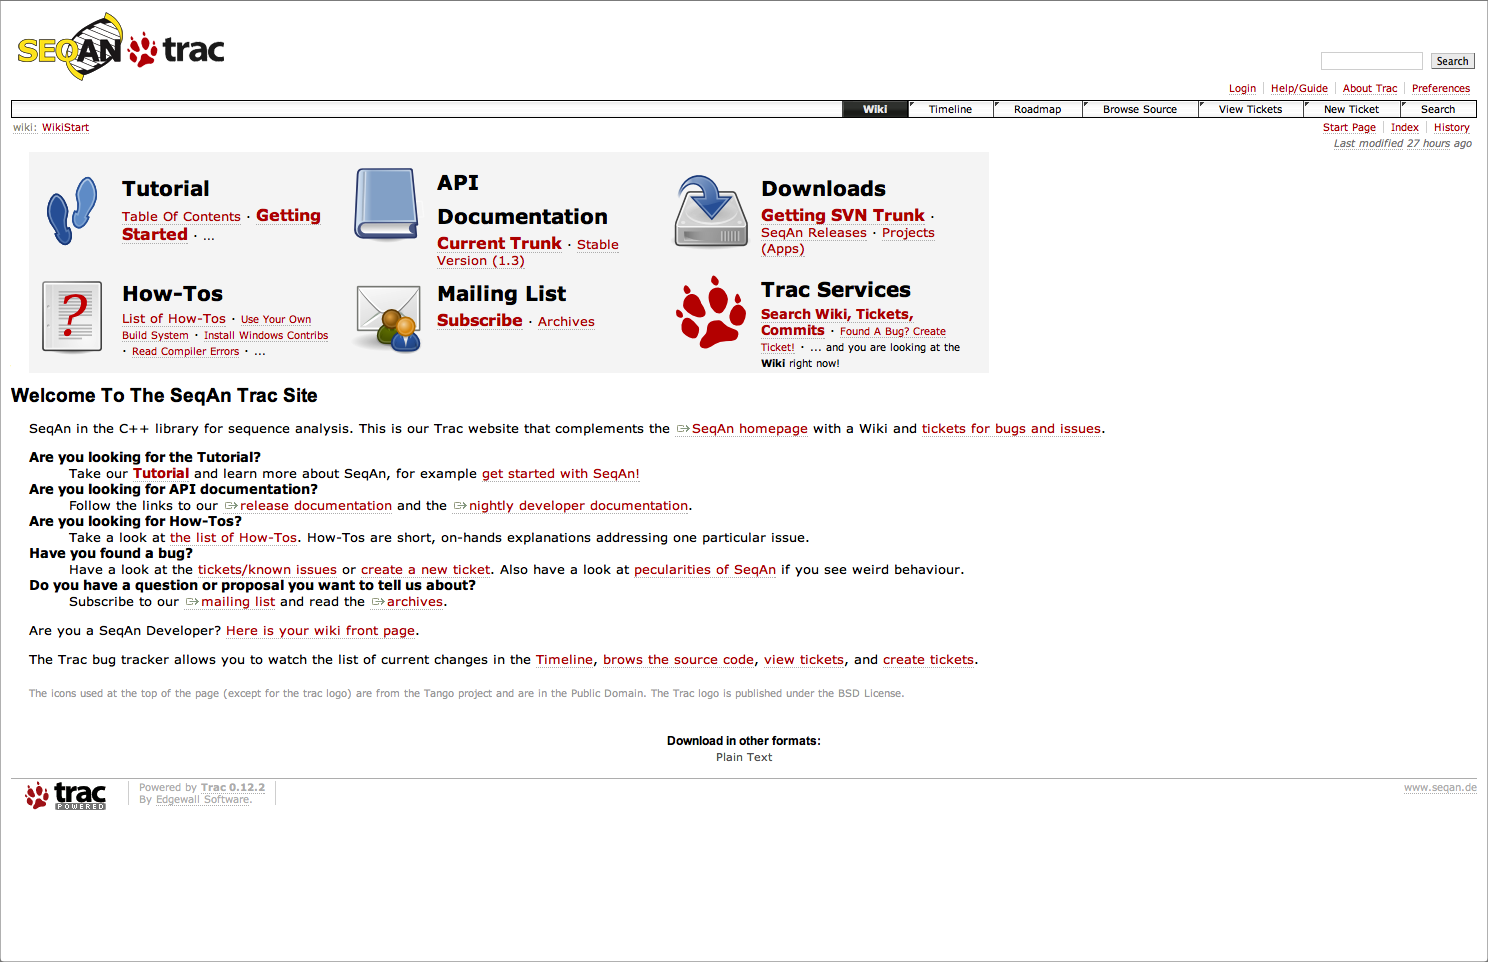 SEQAN trac
Search
Login Help/Guide About Trac Preferences
Wiki Timeline Roadmap Browse Source View Tickets New Ticket Search
wiki: WikiStart
Start Page Index History
Last modified 27 hours ago
Tutorial
Table Of Contents · Getting
Started · ...
API
Documentation
Current Trunk · Stable
Version (1.3)
Downloads
Getting SVN Trunk ·
SeqAn Releases · Projects
(Apps)
?
How-Tos
List of How-Tos · Use Your Own
Build System · Install Windows Contribs
· Read Compiler Errors · ...
Mailing List
Subscribe · Archives
Trac Services
Search Wiki, Tickets,
Commits · Found A Bug? Create
Ticket! · ... and you are looking at the
Wiki right now!
Welcome To The SeqAn Trac Site
SeqAn in the C++ library for sequence analysis. This is our Trac website that complements the SeqAn homepage with a Wiki and tickets for bugs and issues.
Are you looking for the Tutorial?
Take our Tutorial and learn more about SeqAn, for example get started with SeqAn!
Are you looking for API documentation?
Follow the links to our release documentation and the nightly developer documentation.
Are you looking for How-Tos?
Take a look at the list of How-Tos. How-Tos are short, on-hands explanations addressing one particular issue.
Have you found a bug?
Have a look at the tickets/known issues or create a new ticket. Also have a look at pecularities of SeqAn if you see weird behaviour.
Do you have a question or proposal you want to tell us about?
Subscribe to our mailing list and read the archives.
Are you a SeqAn Developer? Here is your wiki front page.
The Trac bug tracker allows you to watch the list of current changes in the Timeline, brows the source code, view tickets, and create tickets.
The icons used at the top of the page (except for the trac logo) are from the Tango project and are in the Public Domain. The Trac logo is published under the BSD License.
Download in other formats:
Plain Text
trac
POWERED
Powered by Trac 0.12.2
By Edgewall Software.
www.seqan.de